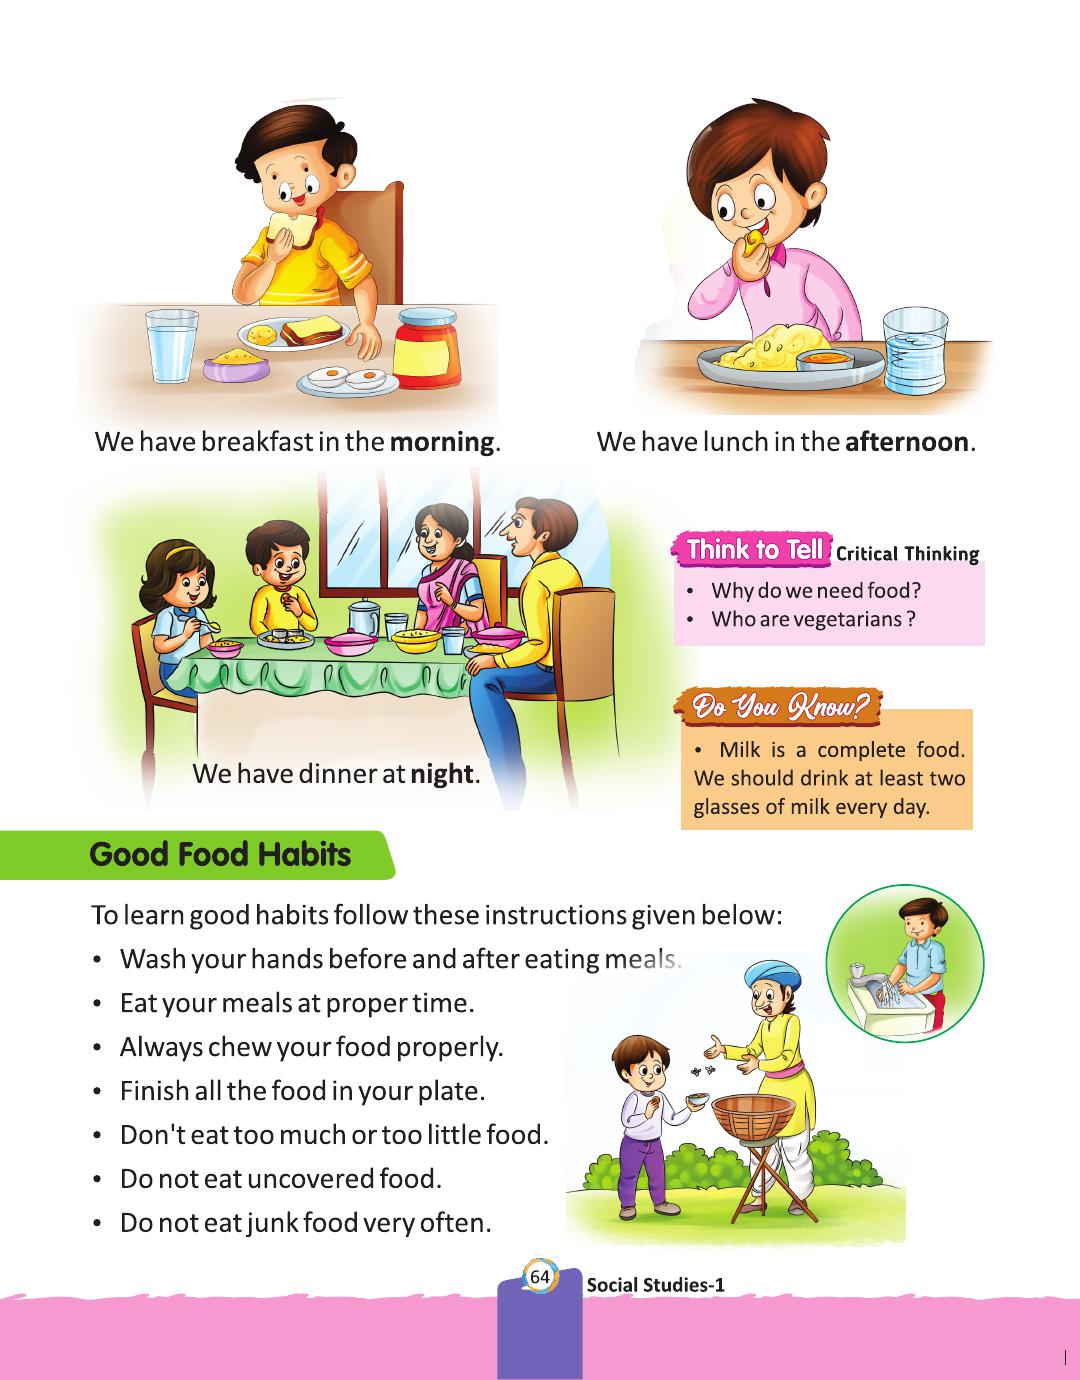 We have breakfast in the morning.
We have lunch in the afternoon.
Think to Tell Critical Thinking
• Why do we need food?
• Who are vegetarians ?
Do You Know?
• Milk is a complete food.
We should drink at least two
glasses of milk every day.
We have dinner at night.
Good Food Habits
To learn good habits follow these instructions given below:
• Wash your hands before and after eating meals.
• Eat your meals at proper time.
• Always chew your food properly.
• Finish all the food in your plate.
• Don't eat too much or too little food.
• Do not eat uncovered food.
• Do not eat junk food very often.
64
Social Studies-1